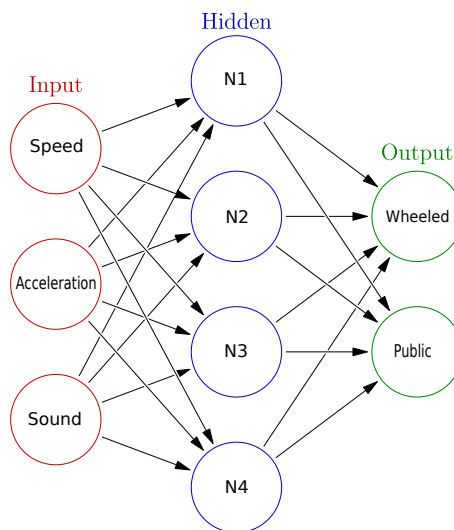 Hidden
Input
Output
Speed
Acceleration
Sound
N1
N2
N3
N4
Wheeled
Public